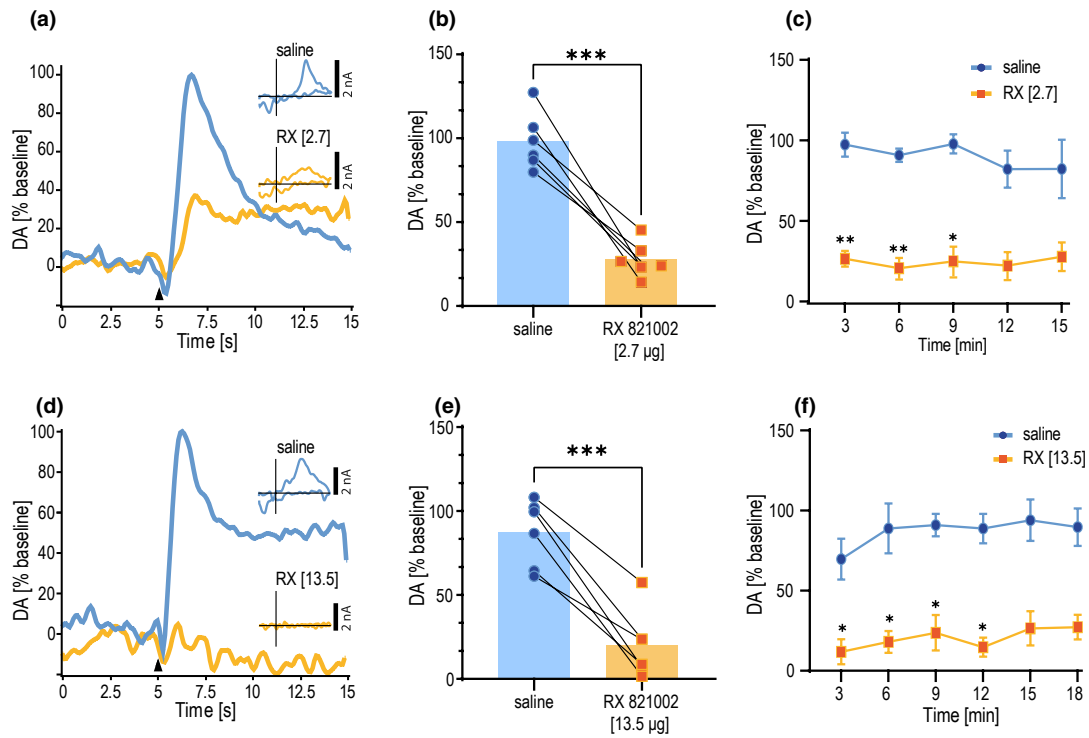 (a)
DA [% baseline]
100
80
60
40
20
0
0
2.5
5
7.5
10
12.5
15
Time [s]
saline
2 nA
RX [2.7]
2 nA
(b)
DA [% baseline]
150
100
50
0
***
saline
RX 821002
[2.7 µg]
(c)
DA [% baseline]
150
100
50
0
saline
RX [2.7]
** ** *
3 6 9 12 15
Time [min]
(d)
DA [% baseline]
100
80
60
40
20
0
0
2.5
5
7.5
10
12.5
15
Time [s]
saline
2 nA
RX [13.5]
2 nA
(e)
DA [% baseline]
150
100
50
0
***
saline
RX 821002
[13.5 µg]
(f)
DA [% baseline]
150
100
50
0
saline
RX [13.5]
* * * *
3 6 9 12 15 18
Time [min]